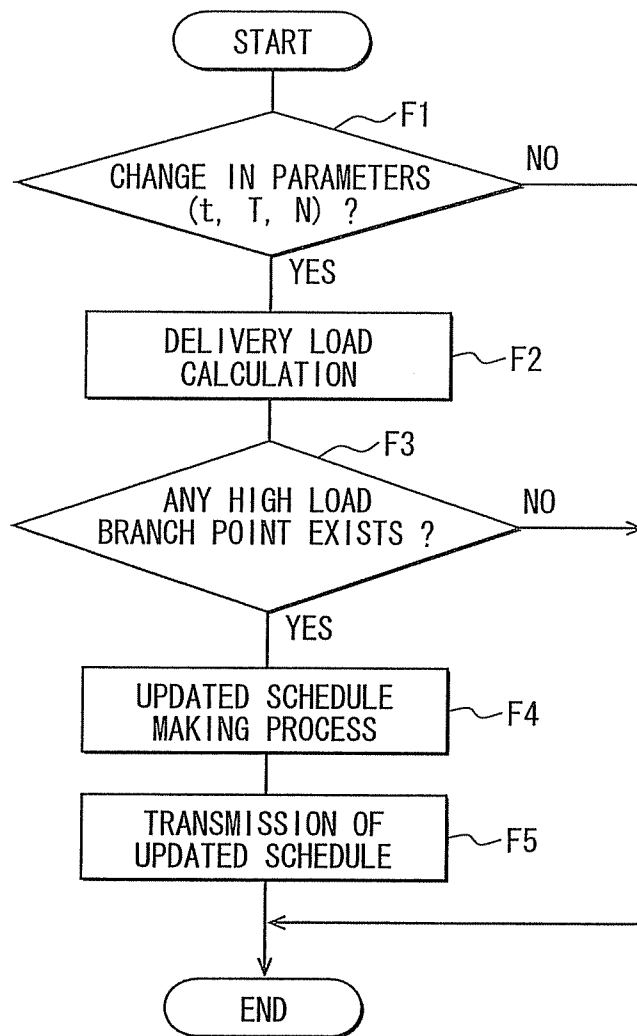 START
F1
CHANGE IN PARAMETERS
(t, T, N) ?
NO
YES
DELIVERY LOAD
CALCULATION
F2
F3
ANY HIGH LOAD
BRANCH POINT EXISTS ?
NO
YES
UPDATED SCHEDULE
MAKING PROCESS
F4
TRANSMISSION OF
UPDATED SCHEDULE
F5
END